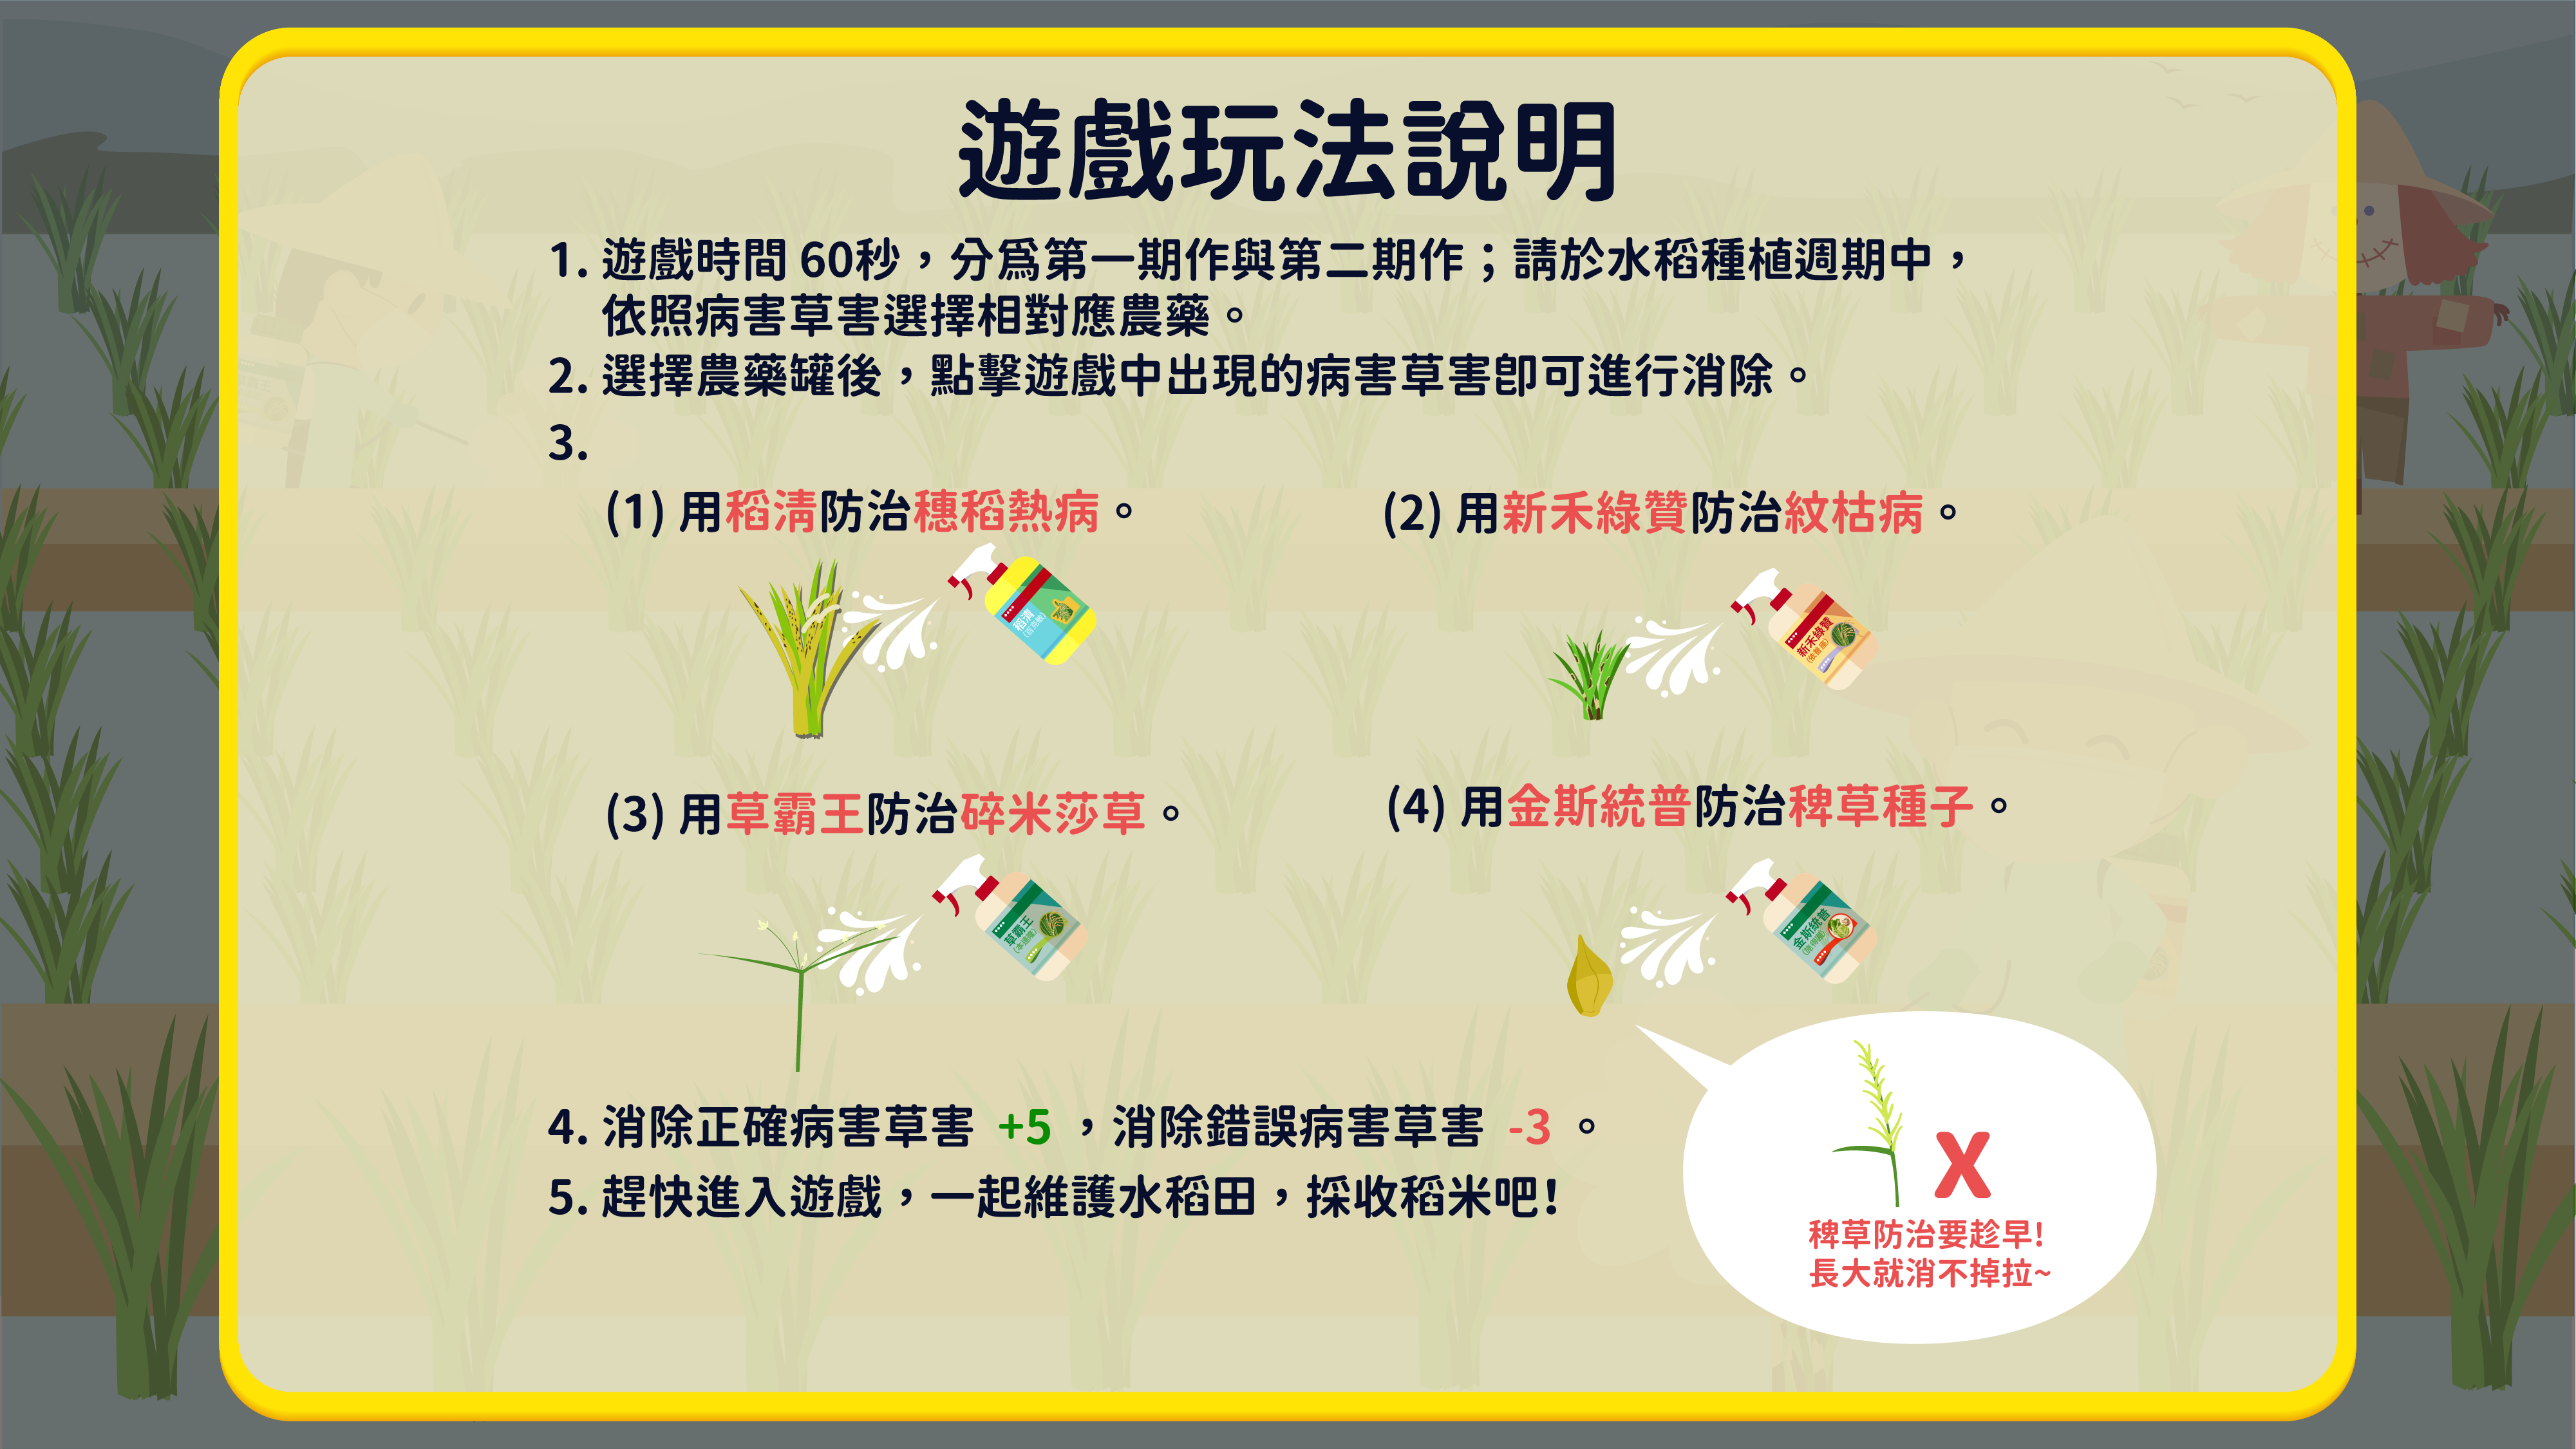 遊戲玩法說明
1. 遊戲時間 60秒，分為第一期作與第二期作；請於水稻種植週期中，
依照病害草害選擇相對應農藥。
2. 選擇農藥罐後，點擊遊戲中出現的病害草害即可進行消除。
3.
(1) 用稻清防治穗稻熱病。
(2) 用新禾綠贊防治紋枯病。
稻清
新禾綠贊
(3) 用草霸王防治碎米莎草。
(4) 用金斯統普防治稗草種子。
草霸王
金斯統普
4. 消除正確病害草害 +5 ，消除錯誤病害草害 -3 。
5. 趕快進入遊戲，一起維護水稻田，採收稻米吧!
X
稗草防治要趁早!
長大就消不掉拉~